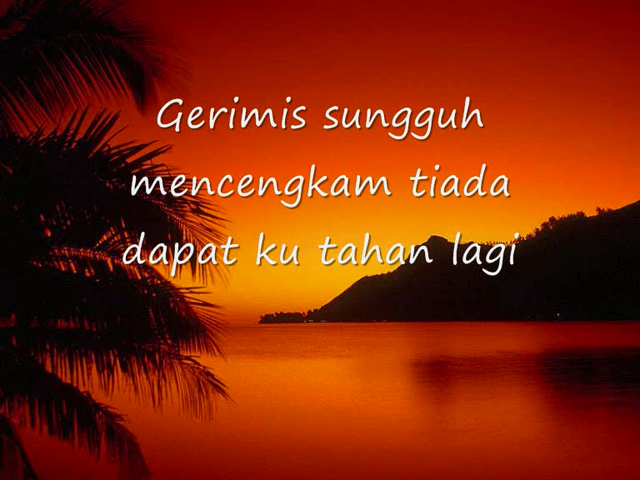 Gerimis sungguh
mencengkam tiada
dapat ku tahan lagi